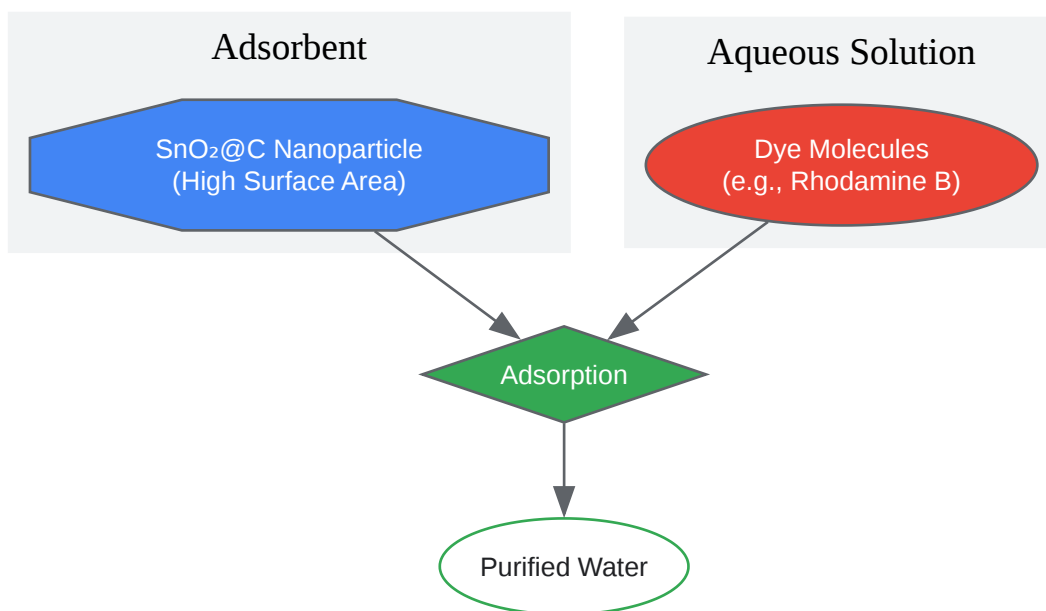 Adsorbent
SnO₂@C Nanoparticle
(High Surface Area)
Aqueous Solution
Dye Molecules
(e.g., Rhodamine B)
Adsorption
Purified Water